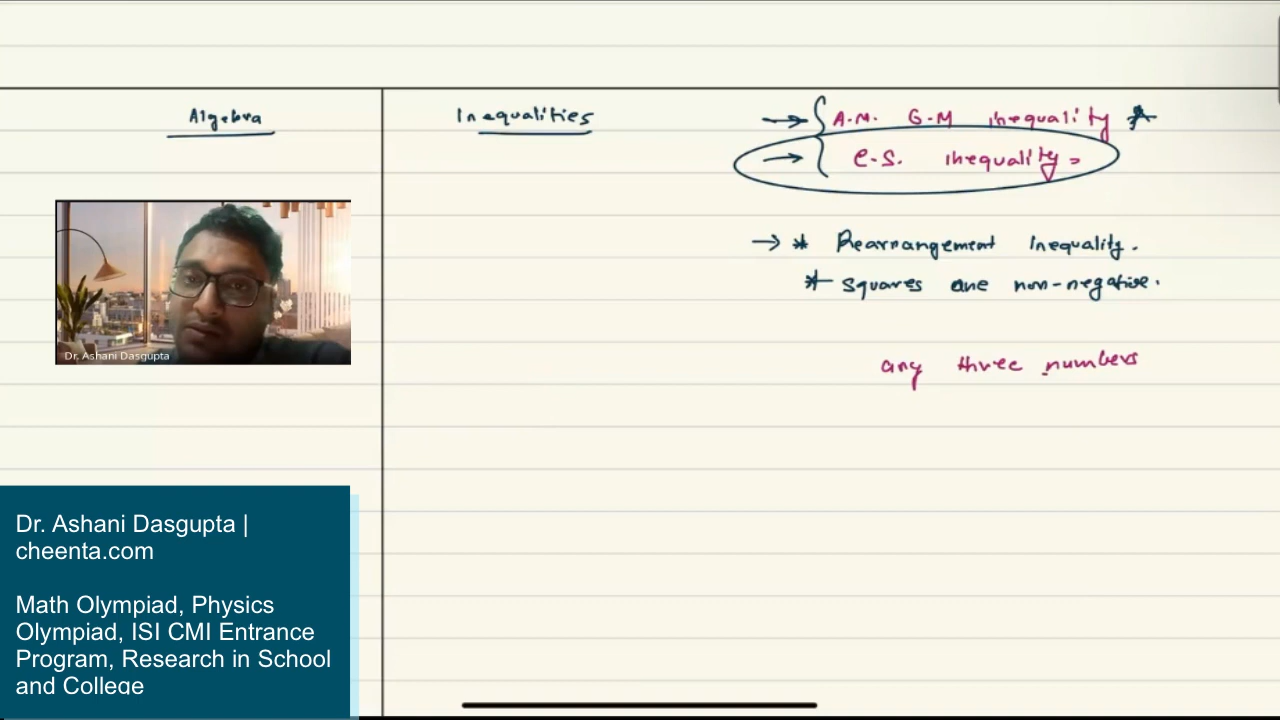 Algebra
Inequalities
A.M. G.M inequality
C.S. inequality
Rearrangement Inequality.
* Squares are non-negative.
any three numbers
Dr. Ashani Dasgupta
Dr. Ashani Dasgupta |
cheenta.com
Math Olympiad, Physics
Olympiad, ISI CMI Entrance
Program, Research in School
and College